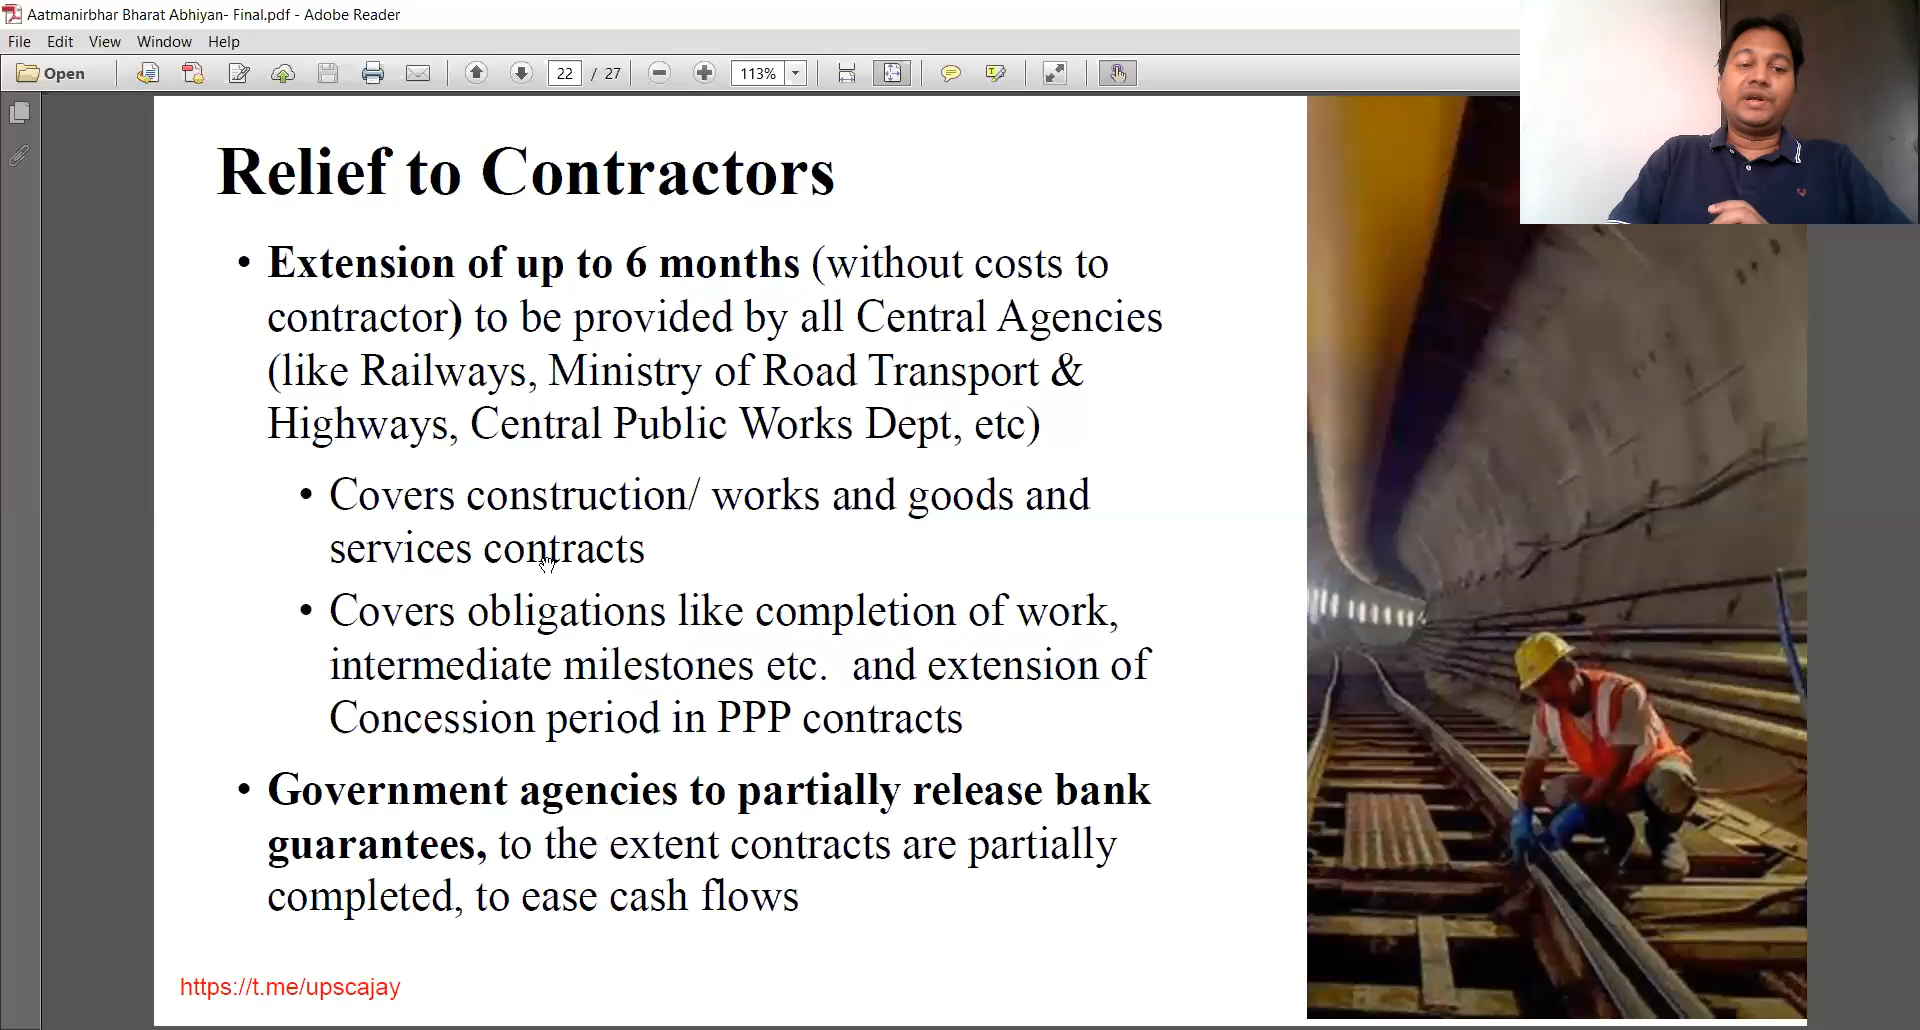 Aatmanirbhar Bharat Abhiyan- Final.pdf - Adobe Reader
File Edit View Window Help
Open 22 / 27 113%
Relief to Contractors
• Extension of up to 6 months (without costs to
contractor) to be provided by all Central Agencies
(like Railways, Ministry of Road Transport &
Highways, Central Public Works Dept, etc)
• Covers construction/ works and goods and
services contracts
• Covers obligations like completion of work,
intermediate milestones etc. and extension of
Concession period in PPP contracts
• Government agencies to partially release bank
guarantees, to the extent contracts are partially
completed, to ease cash flows
https://t.me/upscajay